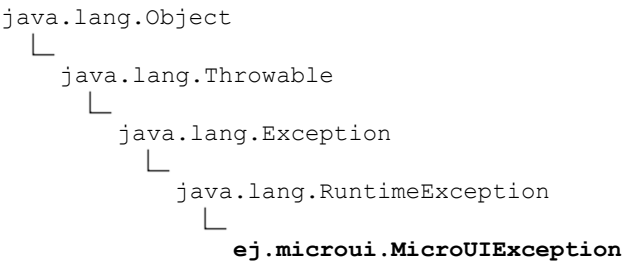 java.lang.Object
java.lang.Throwable
java.lang.Exception
java.lang.RuntimeException
ej.microui.MicroUIException